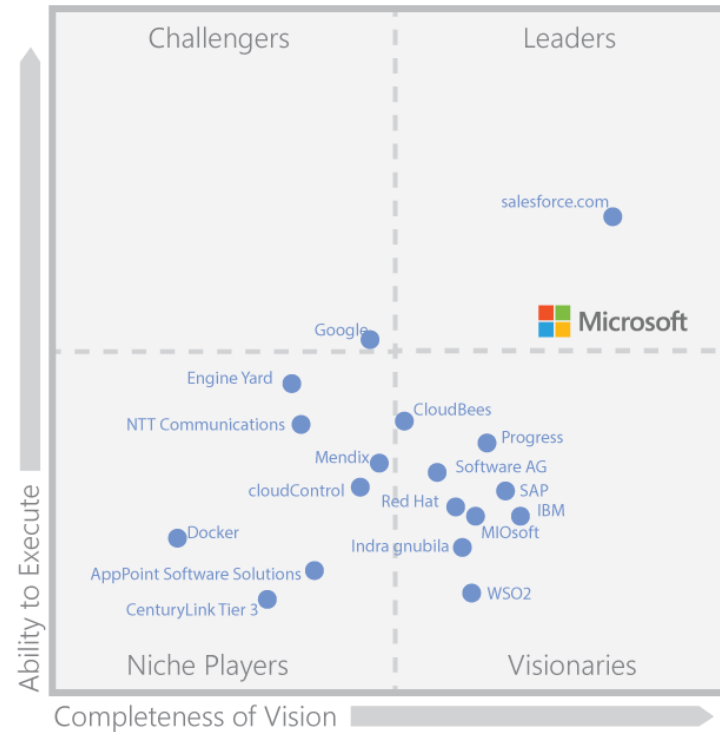 Challengers
Leaders
salesforce.com
Microsoft
Google
Engine Yard
CloudBees
NTT Communications
Progress
Mendix
Software AG
cloudControl
SAP
Red Hat
IBM
MIOsoft
Docker
Indra gnubila
AppPoint Software Solutions
WSO2
CenturyLink Tier 3
Niche Players
Visionaries
Ability to Execute
Completeness of Vision